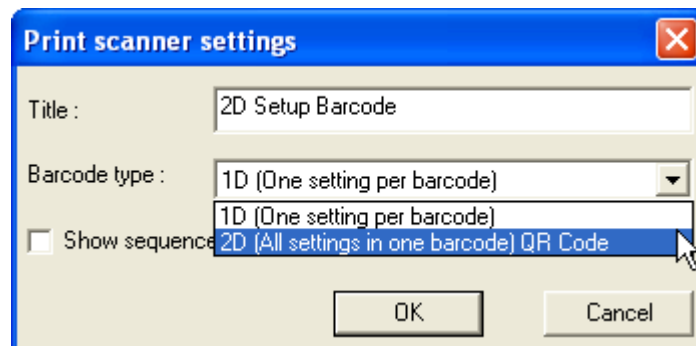 Print scanner settings
Title :
2D Setup Barcode
Barcode type :
1D (One setting per barcode)
1D (One setting per barcode)
Show sequence
2D (All settings in one barcode) QR Code
OK
Cancel